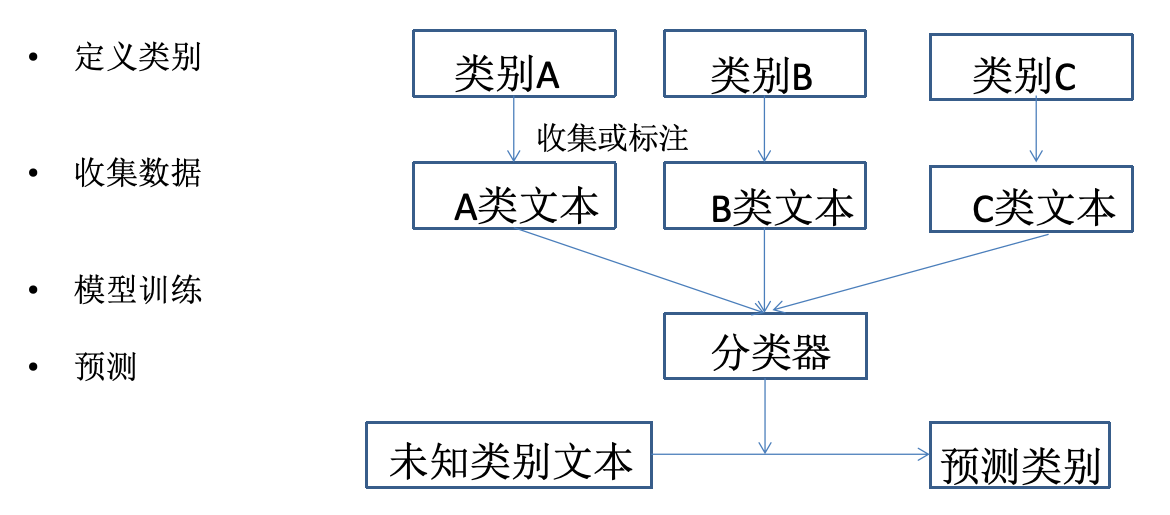 • 定义类别
类别A
类别B
类别C
收集或标注
• 收集数据
A类文本
B类文本
C类文本
• 模型训练
分类器
• 预测
未知类别文本
预测类别